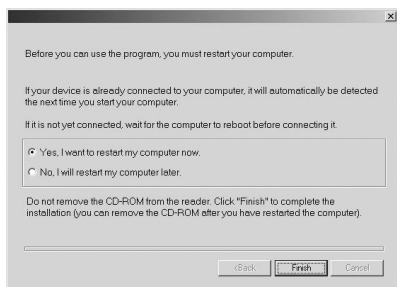 Before you can use the program, you must restart your computer.
If your device is already connected to your computer, it will automatically be detected
the next time you start your computer.
If it is not yet connected, wait for the computer to reboot before connecting it.
Yes, I want to restart my computer now.
No, I will restart my computer later.
Do not remove the CD-ROM from the reader. Click "Finish" to complete the
installation (you can remove the CD-ROM after you have restarted the computer).
<Back Finish Cancel